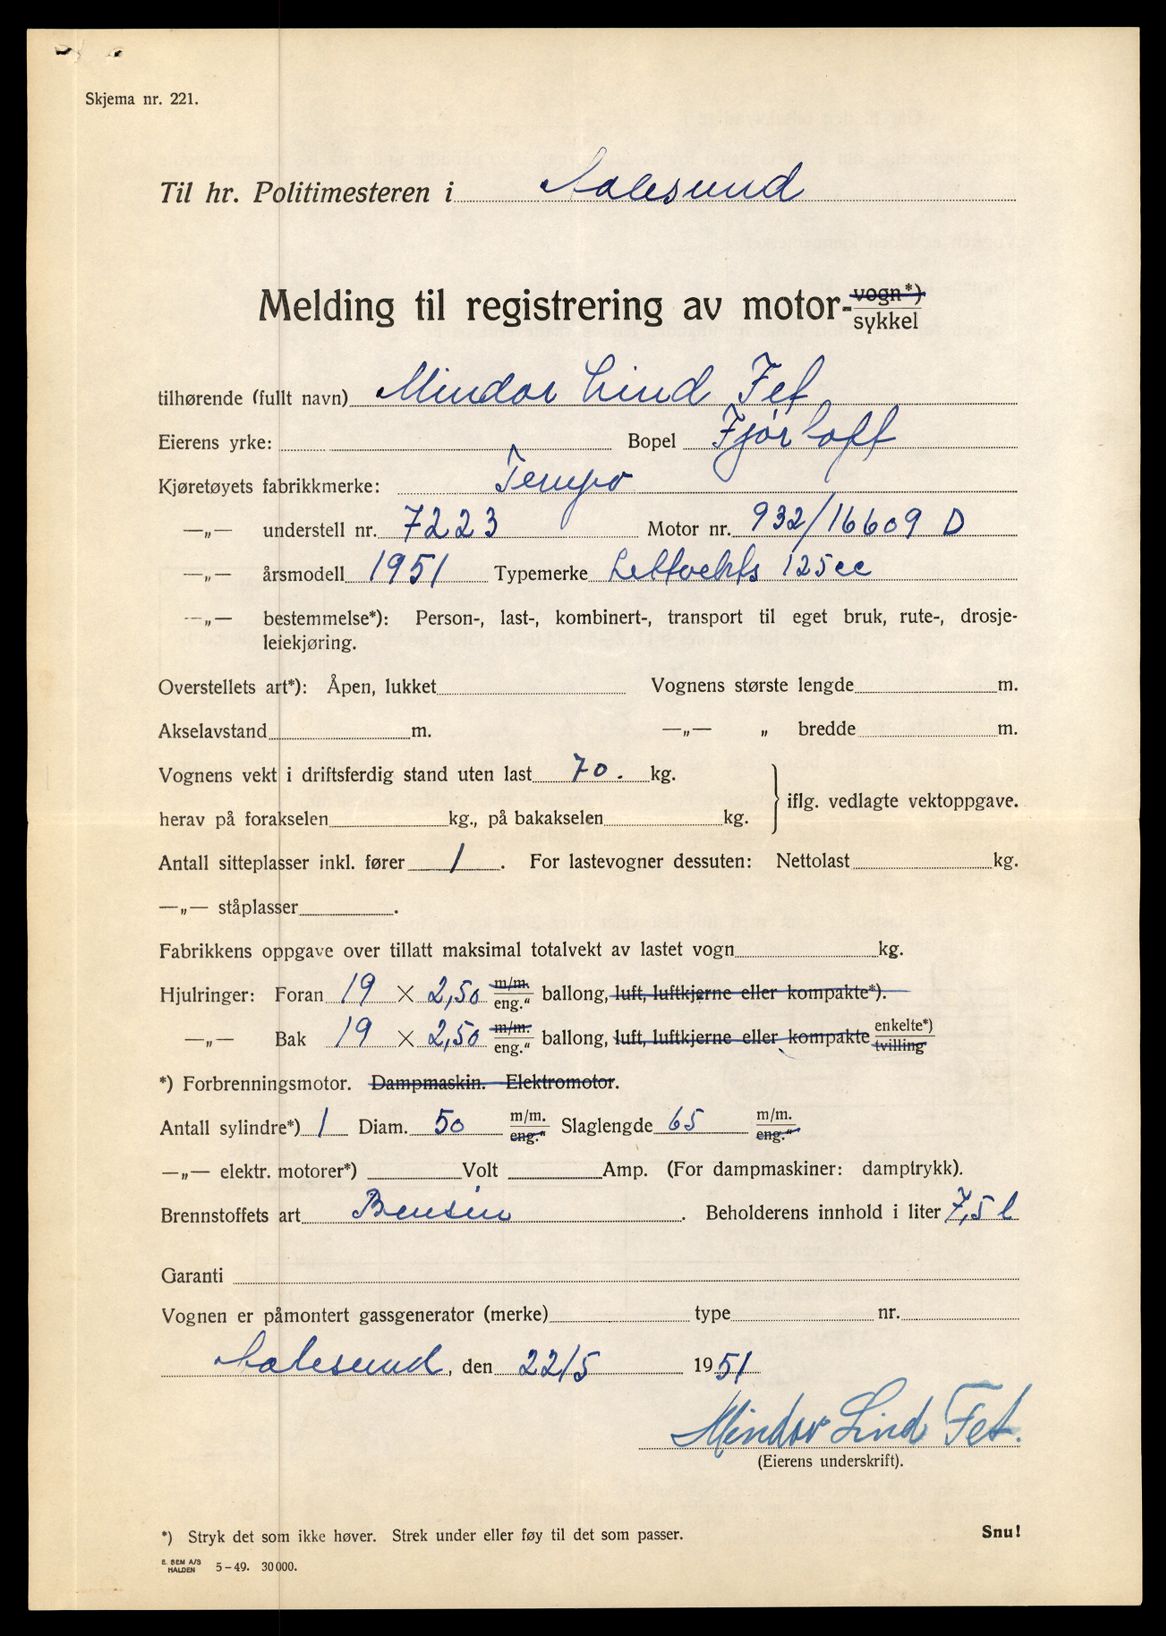 Skjema nr. 221.
Til hr. Politimesteren i Aalesund
Melding til registrering av motor-vogn*)
sykkel
tilhørende (fullt navn) Mindor Lind Fet
Eierens yrke: Bopel Fjørtoft
Kjøretøyets fabrikkmerke: Tempo
—„— understell nr. 7223 Motor nr. 932/16609 D
—„— årsmodell 1951 Typemerke Lettvekts 125cc
—„— bestemmelse*): Person-, last-, kombinert-, transport til eget bruk, rute-, drosje-
leiekjøring.
Overstellets art*): Åpen, lukket m. Vognens største lengde m.
Akselavstand m. —„— „ bredde m.
Vognens vekt i driftsferdig stand uten last 70. kg.
iflg. vedlagte vektoppgave.
herav på forakselen kg., på bakakselen kg.
Antall sitteplasser inkl. fører 1. For lastevogner dessuten: Nettolast kg.
—„— ståplasser .
Fabrikkens oppgave over tillatt maksimal totalvekt av lastet vogn kg.
Hjulringer: Foran 19 × 2,50 m/m. eng." ballong, luft, luftkjerne eller kompakte*).
—„— Bak 19 × 2,50 m/m. eng." ballong, luft, luftkjerne eller kompakte enkelte*) tvilling
*) Forbrenningsmotor. Dampmaskin. Elektromotor.
Antall sylindre*) 1 Diam. 50 m/m. eng." Slaglengde 65 m/m. eng."
—„— elektr. motorer*) Volt Amp. (For dampmaskiner: damptrykk).
Brennstoffets art Bensin . Beholderens innhold i liter 7,5 l
Garanti
Vognen er påmontert gassgenerator (merke) type nr.
Aalesund, den 22/5 1951
Mindor Lind Fet.
(Eierens underskrift).
*) Stryk det som ikke høver. Strek under eller føy til det som passer.
Snu!
E. SEM A/S
HALDEN 5-49. 30000.